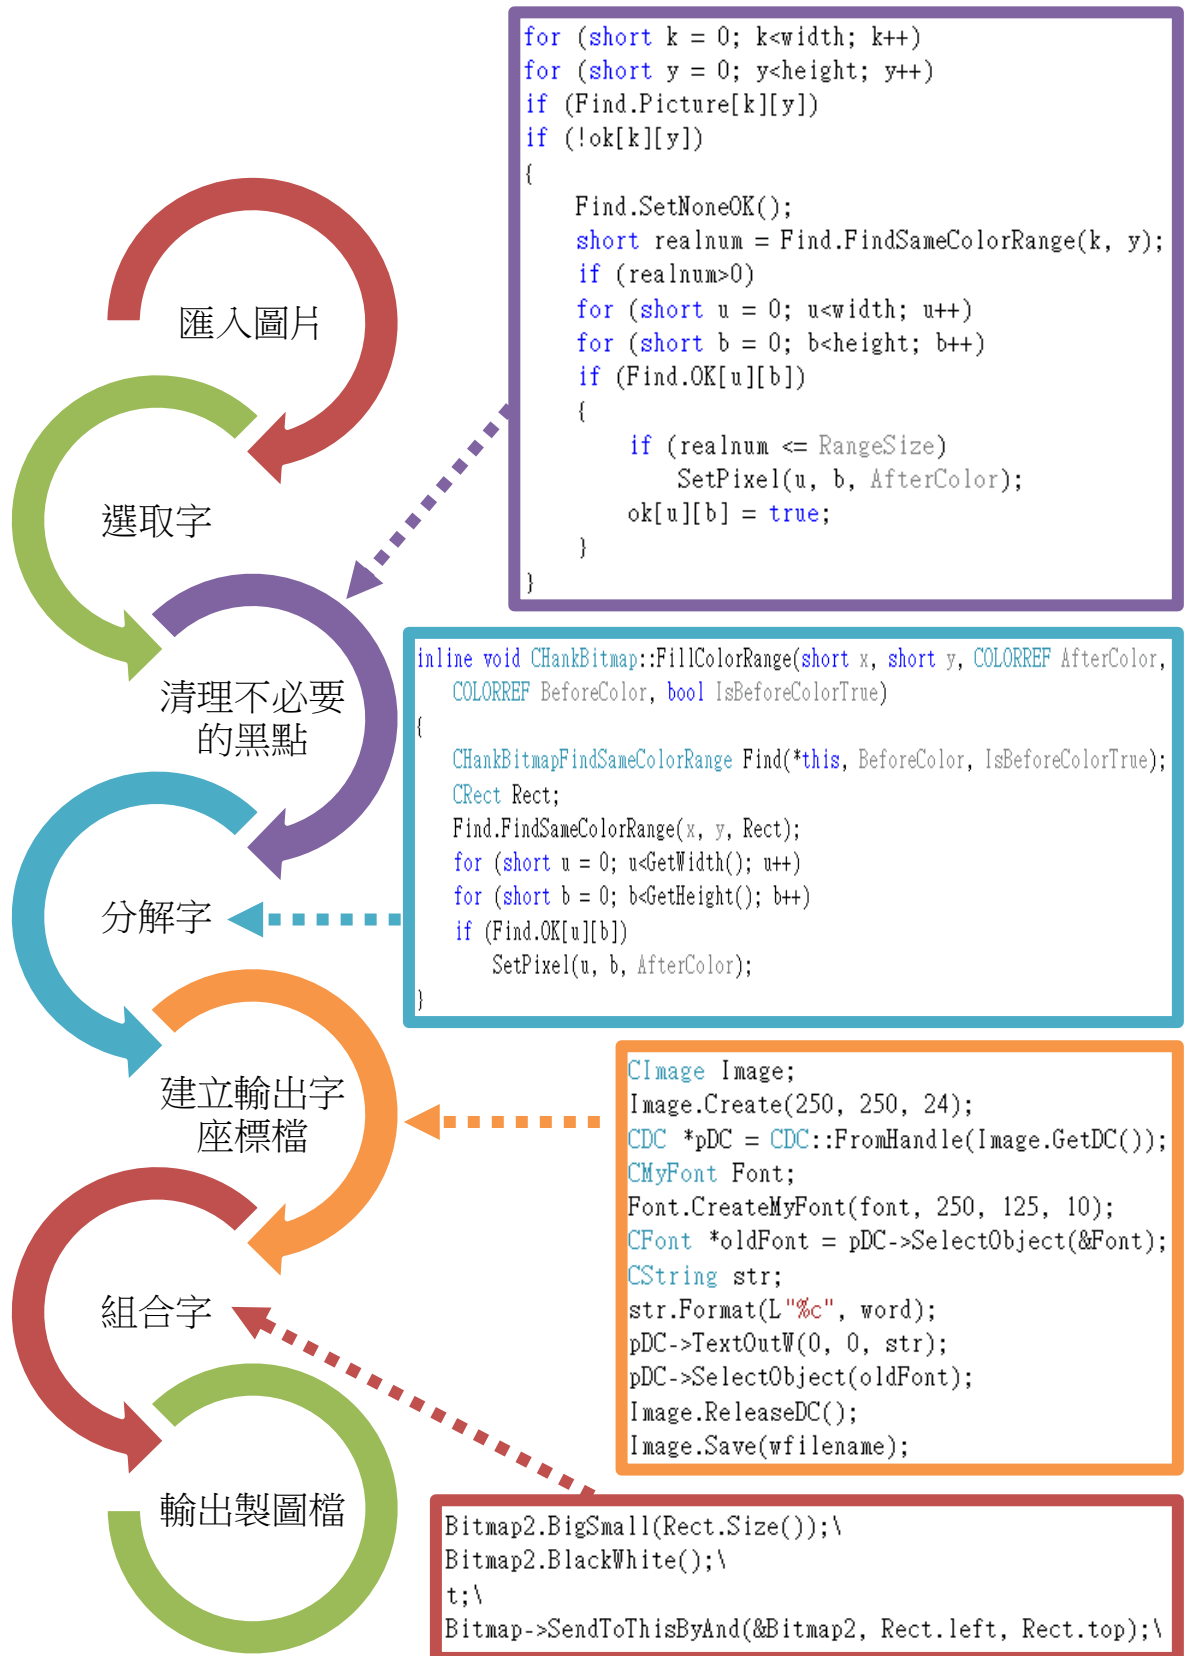 匯入圖片
選取字
清理不必要
的黑點
分解字
建立輸出字
座標檔
組合字
輸出製圖檔
for (short k = 0; k<width; k++)
for (short y = 0; y<height; y++)
if (Find.Picture[k][y])
if (!ok[k][y])
{
    Find.SetNoneOK();
    short realnum = Find.FindSameColorRange(k, y);
    if (realnum>0)
    for (short u = 0; u<width; u++)
    for (short b = 0; b<height; b++)
    if (Find.OK[u][b])
    {
        if (realnum <= RangeSize)
            SetPixel(u, b, AfterColor);
        ok[u][b] = true;
    }
}
inline void CHankBitmap::FillColorRange(short x, short y, COLORREF AfterColor,
    COLORREF BeforeColor, bool IsBeforeColorTrue)
{
    CHankBitmapFindSameColorRange Find(*this, BeforeColor, IsBeforeColorTrue);
    CRect Rect;
    Find.FindSameColorRange(x, y, Rect);
    for (short u = 0; u<GetWidth(); u++)
    for (short b = 0; b<GetHeight(); b++)
    if (Find.OK[u][b])
        SetPixel(u, b, AfterColor);
}
CImage Image;
Image.Create(250, 250, 24);
CDC *pDC = CDC::FromHandle(Image.GetDC());
CMyFont Font;
Font.CreateMyFont(font, 250, 125, 10);
CFont *oldFont = pDC->SelectObject(&Font);
CString str;
str.Format(L"%c", word);
pDC->TextOutW(0, 0, str);
pDC->SelectObject(oldFont);
Image.ReleaseDC();
Image.Save(wfilename);
Bitmap2.BigSmall(Rect.Size());\
Bitmap2.BlackWhite();\
t;\
Bitmap->SendToThisByAnd(&Bitmap2, Rect.left, Rect.top);\